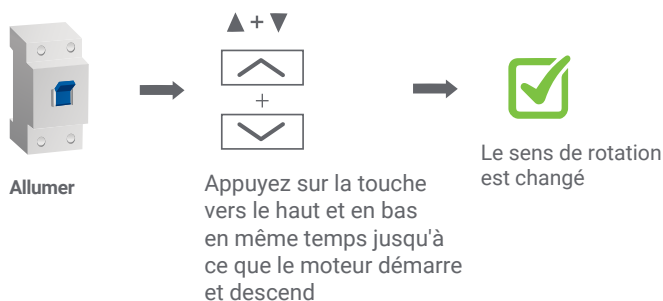 ▲ + ▼
+
Allumer
Appuyez sur la touche
vers le haut et en bas
en même temps jusqu'à
ce que le moteur démarre
et descend
Le sens de rotation
est changé